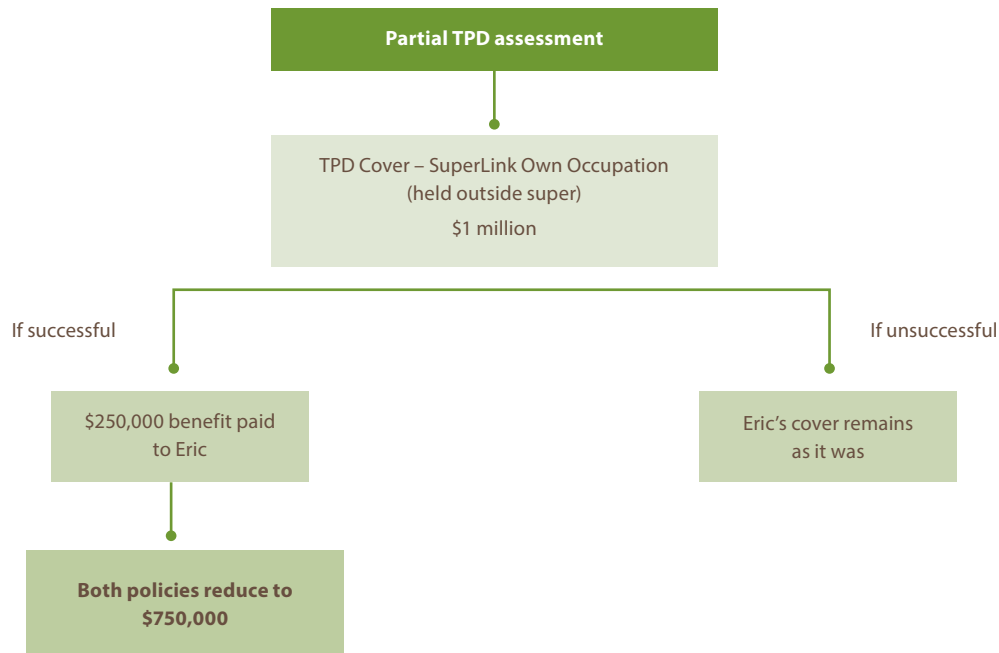 Partial TPD assessment
TPD Cover – SuperLink Own Occupation
(held outside super)
$1 million
If successful
If unsuccessful
$250,000 benefit paid
to Eric
Eric’s cover remains
as it was
Both policies reduce to
$750,000